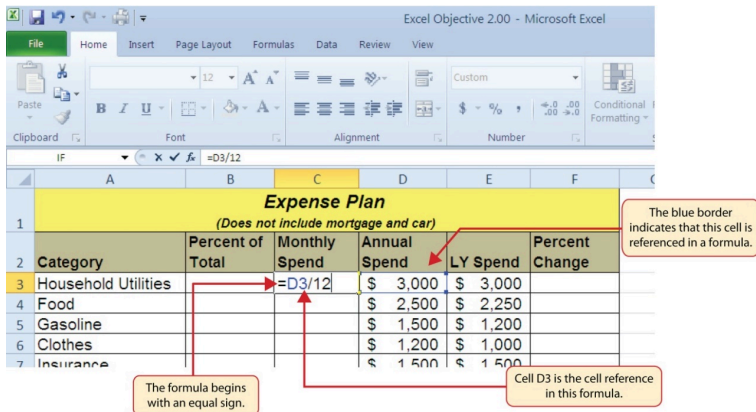 Excel Objective 2.00 - Microsoft Excel
File Home Insert Page Layout Formulas Data Review View
Paste
12 A A Custom
B I U A $ % , .0 .00 .00 .0 Conditional
Formatting
Clipboard Font Alignment Number
IF fx =D3/12
A B C D E F
1 Expense Plan
(Does not include mortgage and car)
2 Category Percent of Total Monthly Spend Annual Spend LY Spend Percent Change
3 Household Utilities =D3/12 $ 3,000 $ 3,000
4 Food $ 2,500 $ 2,250
5 Gasoline $ 1,500 $ 1,200
6 Clothes $ 1,200 $ 1,000
7 Insurance $ 1,500 $ 1,500
The blue border
indicates that this cell is
referenced in a formula.
The formula begins
with an equal sign.
Cell D3 is the cell reference
in this formula.